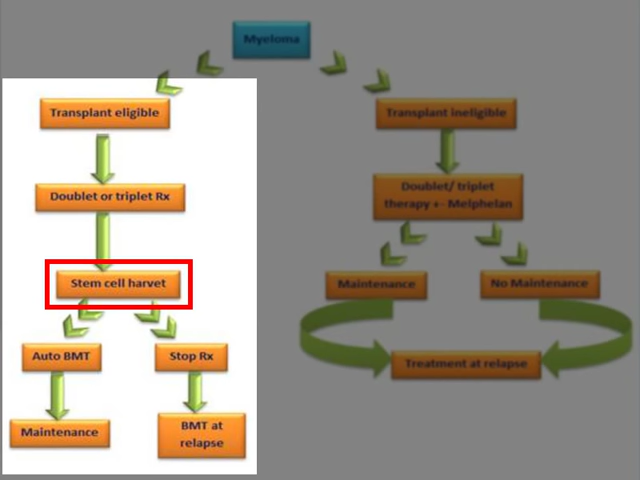 Myeloma
Transplant eligible
Transplant ineligible
Doublet or triplet Rx
Doublet/ triplet
therapy +- Melphelan
Stem cell harvet
Maintenance
No Maintenance
Auto BMT
Stop Rx
Treatment at relapse
Maintenance
BMT at
relapse